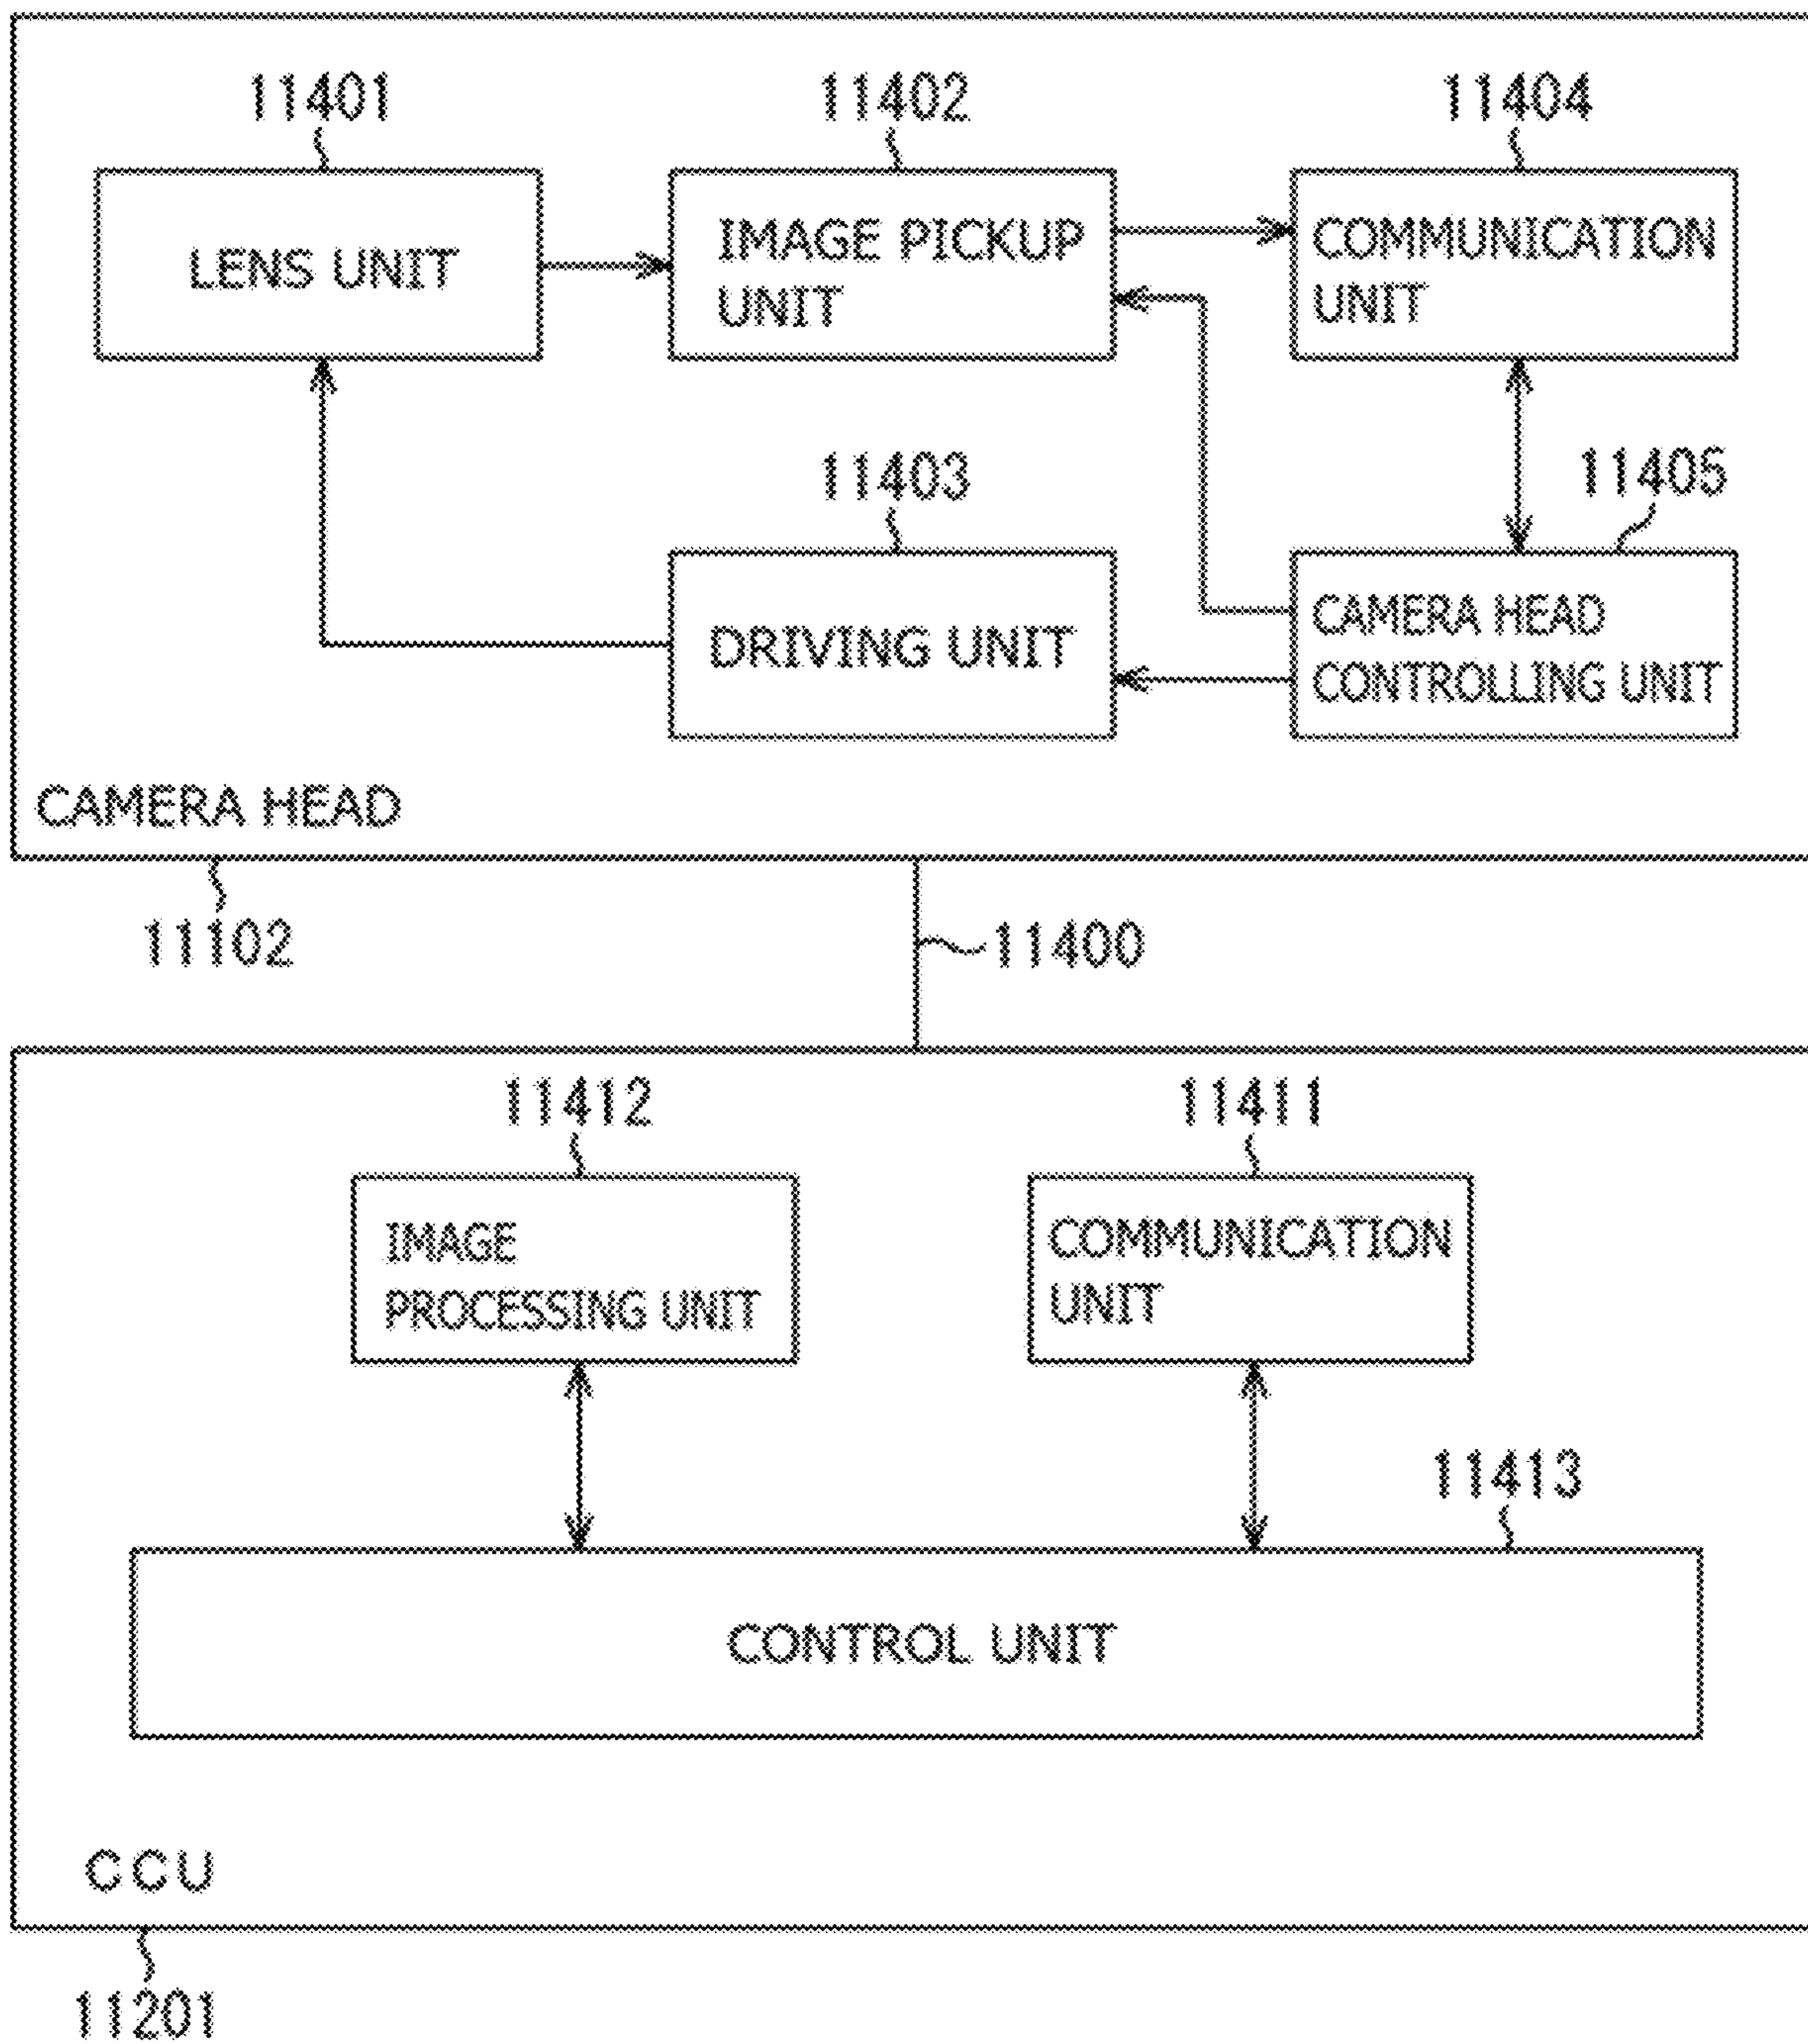 11401
11402
11404
LENS UNIT
IMAGE PICKUP
UNIT
COMMUNICATION
UNIT
11403
11405
DRIVING UNIT
CAMERA HEAD
CONTROLLING UNIT
CAMERA HEAD
11102
11400
11412
11411
IMAGE
PROCESSING UNIT
COMMUNICATION
UNIT
11413
CONTROL UNIT
CCU
11201